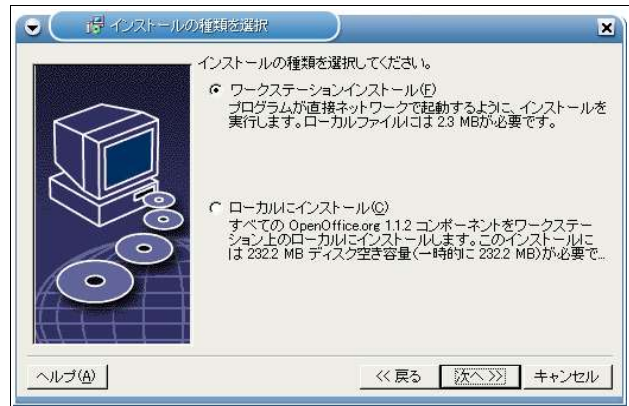 インストールの種類を選択
インストールの種類を選択してください。
ワークステーションインストール(F)
プログラムが直接ネットワークで起動するように、インストールを
実行します。ローカルファイルには 2.3 MBが必要です。
ローカルにインストール(C)
すべての OpenOffice.org 1.1.2 コンポーネントをワークステー
ション上のローカルにインストールします。このインストールに
は 232.2 MB ディスク空き容量(一時的に 232.2 MB)が必要で...
ヘルプ(A)
<< 戻る
次へ >>
キャンセル